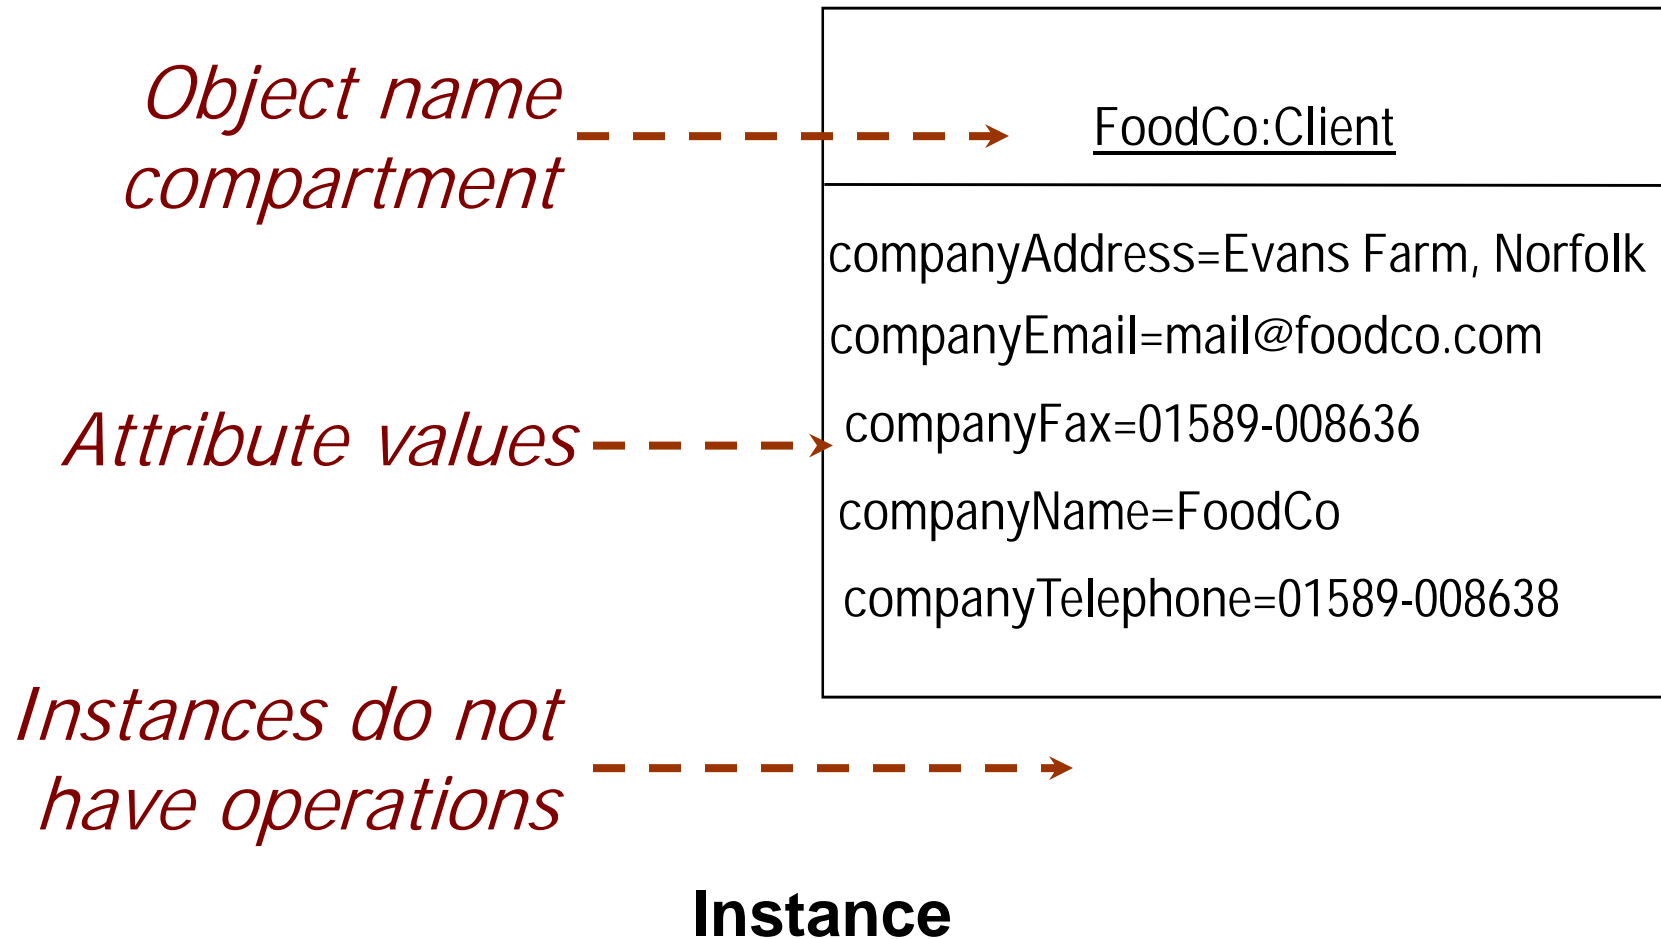 Object name
compartment
FoodCo:Client
companyAddress=Evans Farm, Norfolk
companyEmail=mail@foodco.com
Attribute values
companyFax=01589-008636
companyName=FoodCo
companyTelephone=01589-008638
Instances do not
have operations
Instance